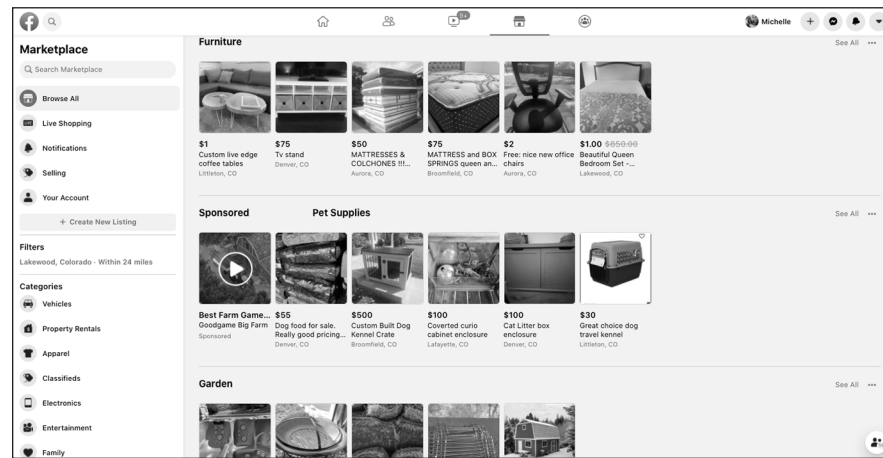 9+
Michelle
Marketplace
Search Marketplace
Browse All
Live Shopping
Notifications
Selling
Your Account
+ Create New Listing
Filters
Lakewood, Colorado · Within 24 miles
Categories
Vehicles
Property Rentals
Apparel
Classifieds
Electronics
Entertainment
Family
Furniture
See All
$1
Custom live edge
coffee tables
Littleton, CO
$75
Tv stand
Denver, CO
$50
MATTRESSES &
COLCHONES !!!...
Aurora, CO
$75
MATTRESS and BOX
SPRINGS queen an...
Broomfield, CO
$2
Free: nice new office
chairs
Aurora, CO
$1.00 $850.00
Beautiful Queen
Bedroom Set -...
Lakewood, CO
Sponsored
Pet Supplies
See All
Best Farm Game...
Goodgame Big Farm
Sponsored
$55
Dog food for sale.
Really good pricing...
Denver, CO
$500
Custom Built Dog
Kennel Crate
Broomfield, CO
$100
Coverted curio
cabinet enclosure
Lafayette, CO
$100
Cat Litter box
enclosure
Denver, CO
$30
Great choice dog
travel kennel
Littleton, CO
Garden
See All